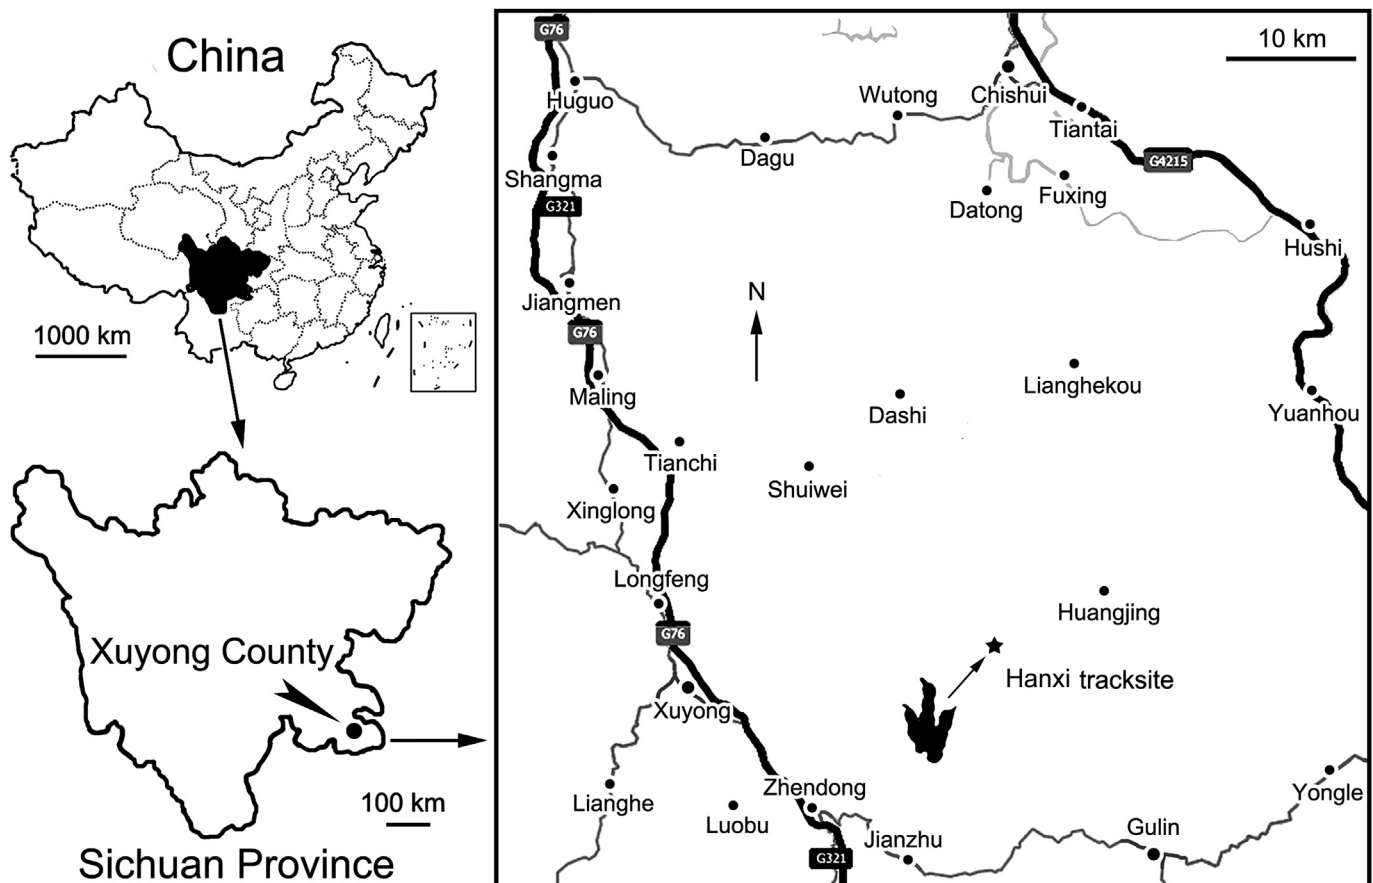 China
1000 km
Xuyong County
100 km
Sichuan Province
G76
10 km
Huguo
Wutong
Chishui
Tiantai
Dagu
G4215
Shangma
Fuxing
G321
Datong
Hushi
N
Jiangmen
G76
Lianghekou
Maling
Dashi
Yuanhou
Tianchi
Shuiwei
Xinglong
Longfeng
Huangjing
G76
Hanxi tracksite
Xuyong
Zhendong
Yongle
Lianghe
Luobu
Gulin
Jianzhu
G321